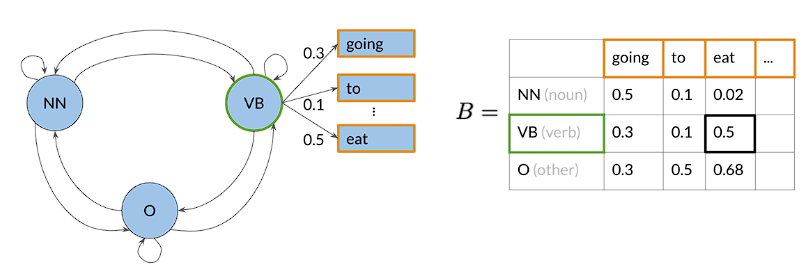 NN
VB
O
0.3
going
0.1
to
⋮
0.5
eat
B =
going to eat ...
NN (noun) 0.5 0.1 0.02
VB (verb) 0.3 0.1 0.5
O (other) 0.3 0.5 0.68